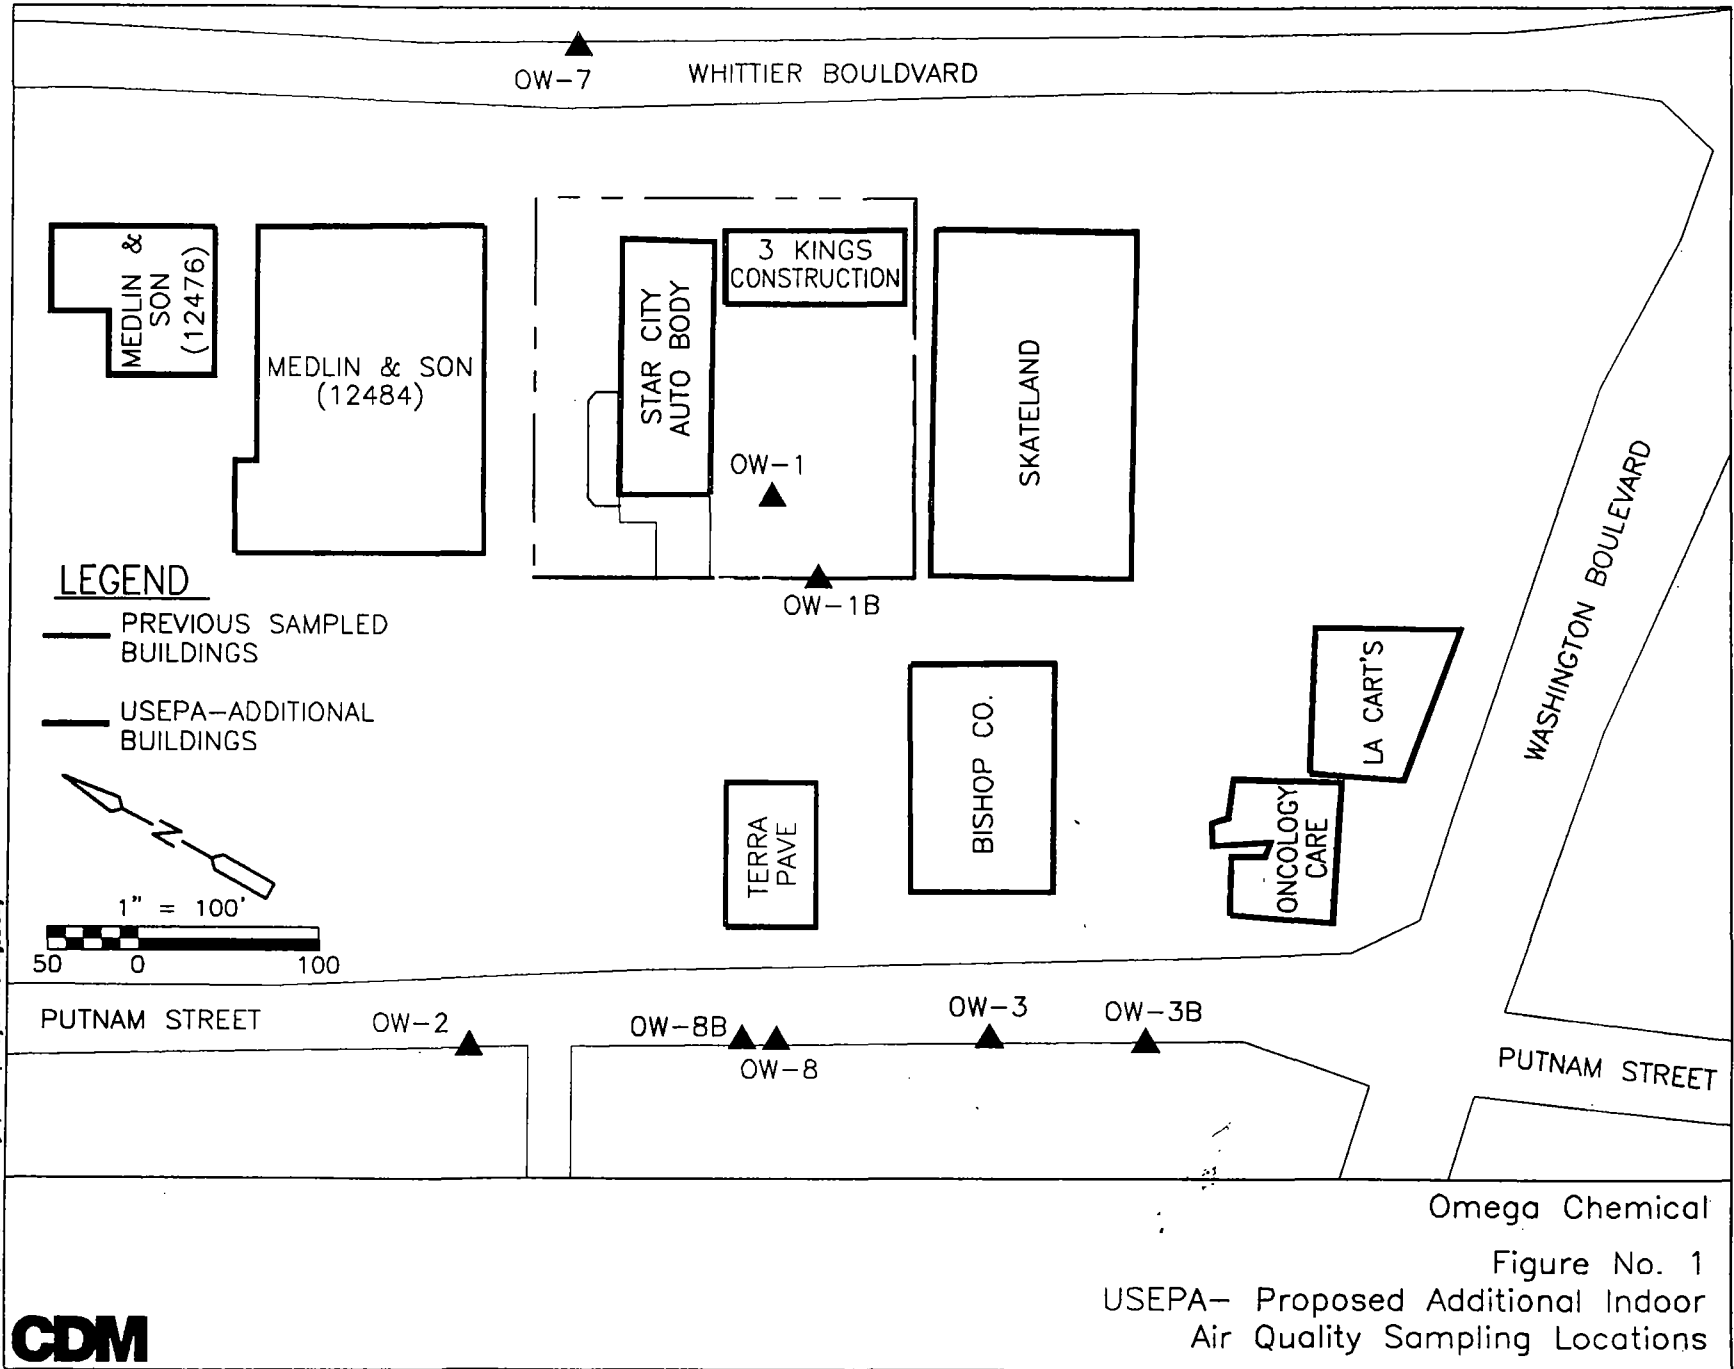 OW-7
WHITTIER BOULDVARD
MEDLIN &
SON
(12476)
MEDLIN & SON
(12484)
STAR CITY
AUTO BODY
3 KINGS
CONSTRUCTION
SKATELAND
OW-1
OW-1B
WASHINGTON BOULEVARD
LEGEND
PREVIOUS SAMPLED
BUILDINGS
USEPA-ADDITIONAL
BUILDINGS
N
1" = 100'
50 0 100
TERRA
PAVE
BISHOP CO.
LA CART'S
ONCOLOGY
CARE
PUTNAM STREET
OW-2
OW-8B
OW-8
OW-3
OW-3B
PUTNAM STREET
Omega Chemical
Figure No. 1
USEPA- Proposed Additional Indoor
Air Quality Sampling Locations
CDM